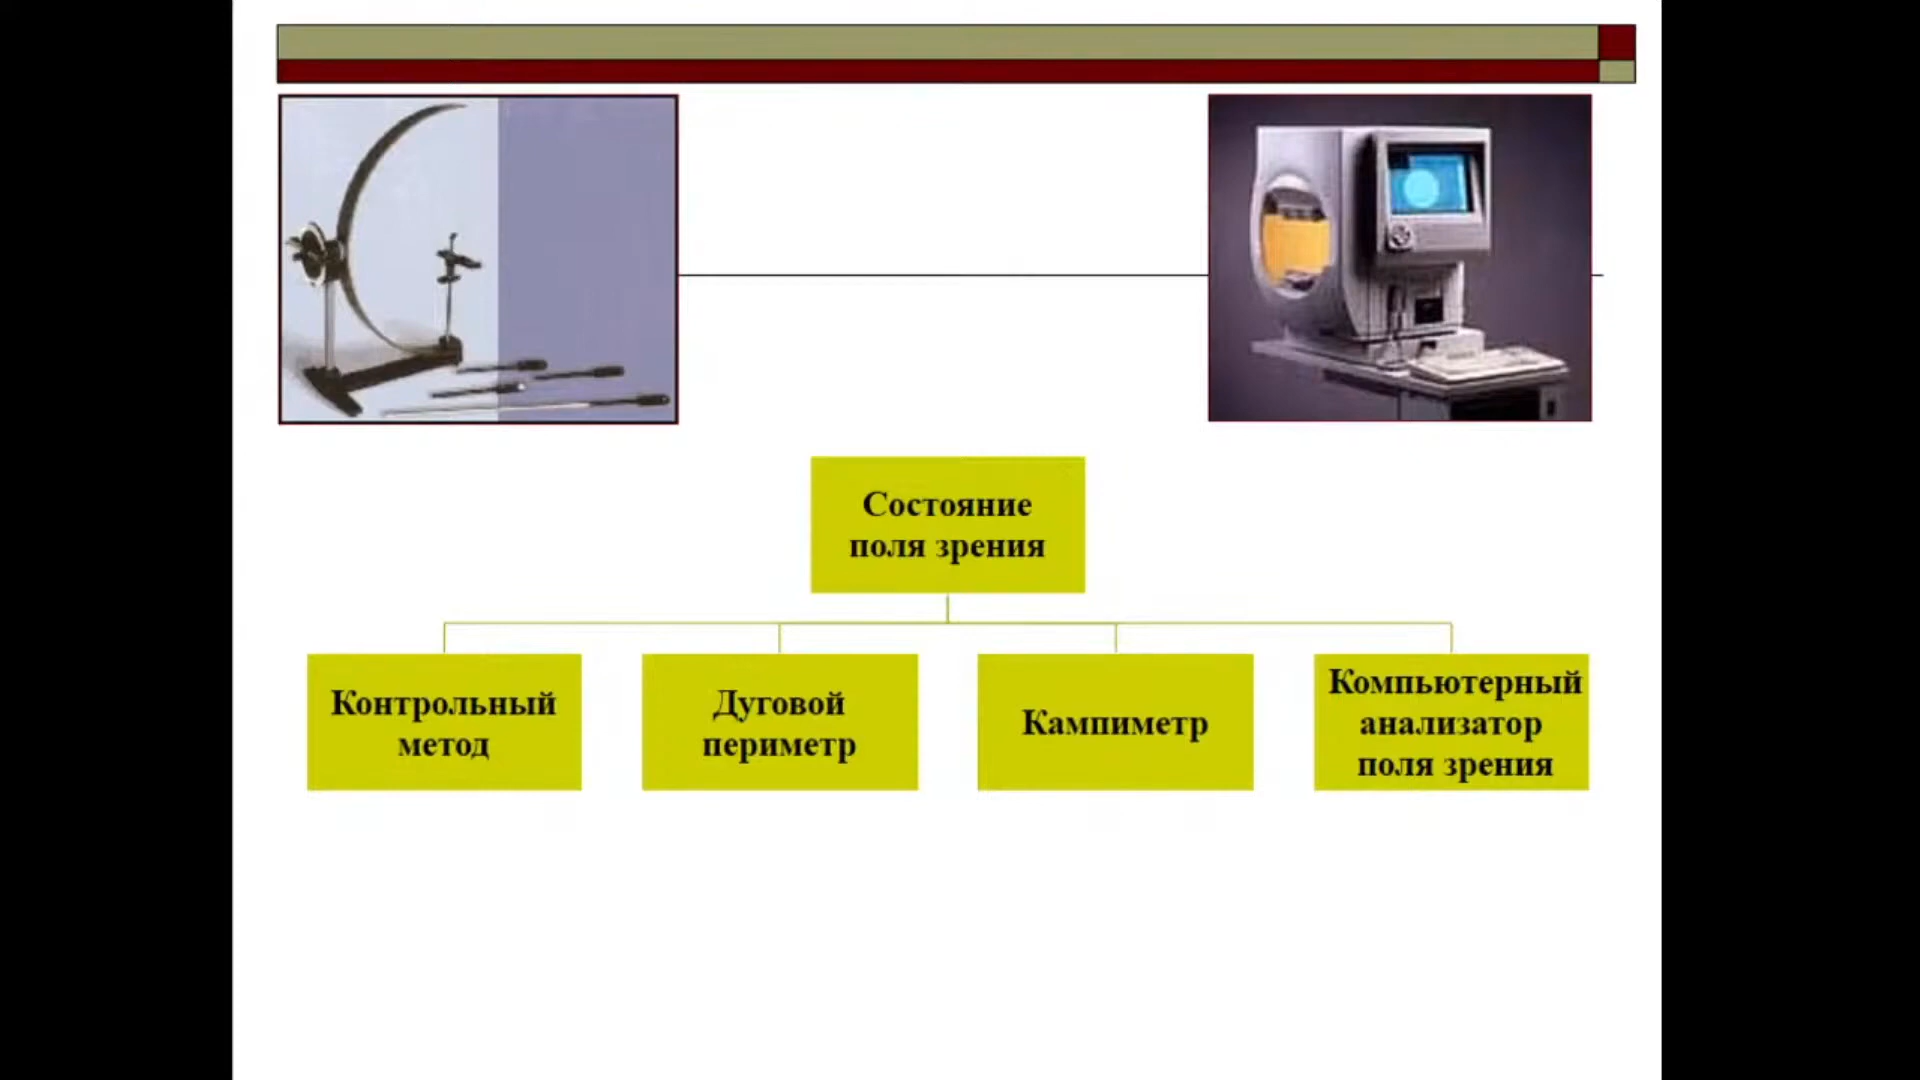 Состояние
поля зрения
Контрольный
метод
Дуговой
периметр
Кампиметр
Компьютерный
анализатор
поля зрения